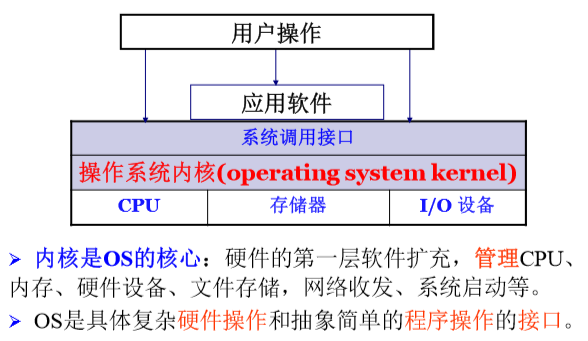 用户操作
应用软件
系统调用接口
操作系统内核(operating system kernel)
CPU 存储器 I/O 设备
➢ 内核是OS的核心：硬件的第一层软件扩充，管理CPU、
内存、硬件设备、文件存储，网络收发、系统启动等。
➢ OS是具体复杂硬件操作和抽象简单的程序操作的接口。